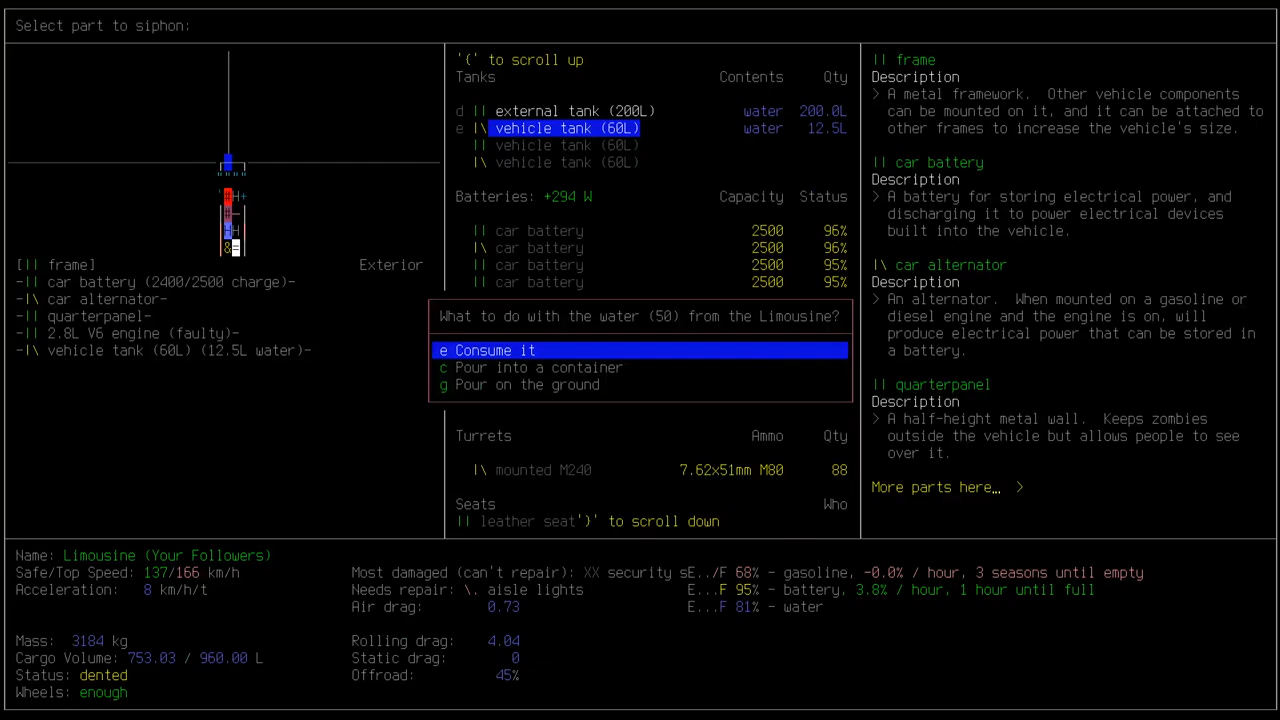 Select part to siphon:
[|| frame] Exterior
-|| car battery (2400/2500 charge)-
-|\ car alternator-
-|| quarterpanel-
-|| 2.8L V6 engine (faulty)-
-|\ vehicle tank (60L) (12.5L water)-
'(' to scroll up
Tanks Contents Qty
d || external tank (200L) water 200.0L
e |\ vehicle tank (60L) water 12.5L
|| vehicle tank (60L)
|\ vehicle tank (60L)
Batteries: +294 W Capacity Status
|| car battery 2500 96%
|\ car battery 2500 96%
|| car battery 2500 95%
|| car battery 2500 95%
What to do with the water (50) from the Limousine?
e Consume it
c Pour into a container
g Pour on the ground
Turrets Ammo Qty
|\ mounted M240 7.62x51mm M80 88
Seats Who
|| leather seat')' to scroll down
|| frame
Description
> A metal framework. Other vehicle components
can be mounted on it, and it can be attached to
other frames to increase the vehicle's size.
|| car battery
Description
> A battery for storing electrical power, and
discharging it to power electrical devices
built into the vehicle.
|\ car alternator
Description
> An alternator. When mounted on a gasoline or
diesel engine and the engine is on, will
produce electrical power that can be stored in
a battery.
|| quarterpanel
Description
> A half-height metal wall. Keeps zombies
outside the vehicle but allows people to see
over it.
More parts here… >
Name: Limousine (Your Followers)
Safe/Top Speed: 137/166 km/h
Acceleration: 8 km/h/t
Mass: 3184 kg
Cargo Volume: 753.03 / 960.00 L
Status: dented
Wheels: enough
Most damaged (can't repair): XX security s
Needs repair: \. aisle lights
Air drag: 0.73
Rolling drag: 4.04
Static drag: 0
Offroad: 45%
E../F 68% - gasoline, -0.0% / hour, 3 seasons until empty
E...F 95% - battery, 3.8% / hour, 1 hour until full
E...F 81% - water